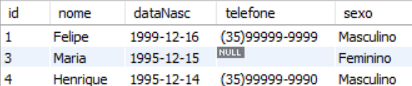 id nome dataNasc telefone sexo
1 Felipe 1999-12-16 (35)99999-9999 Masculino
3 Maria 1995-12-15 NULL Feminino
4 Henrique 1995-12-14 (35)99999-9990 Masculino